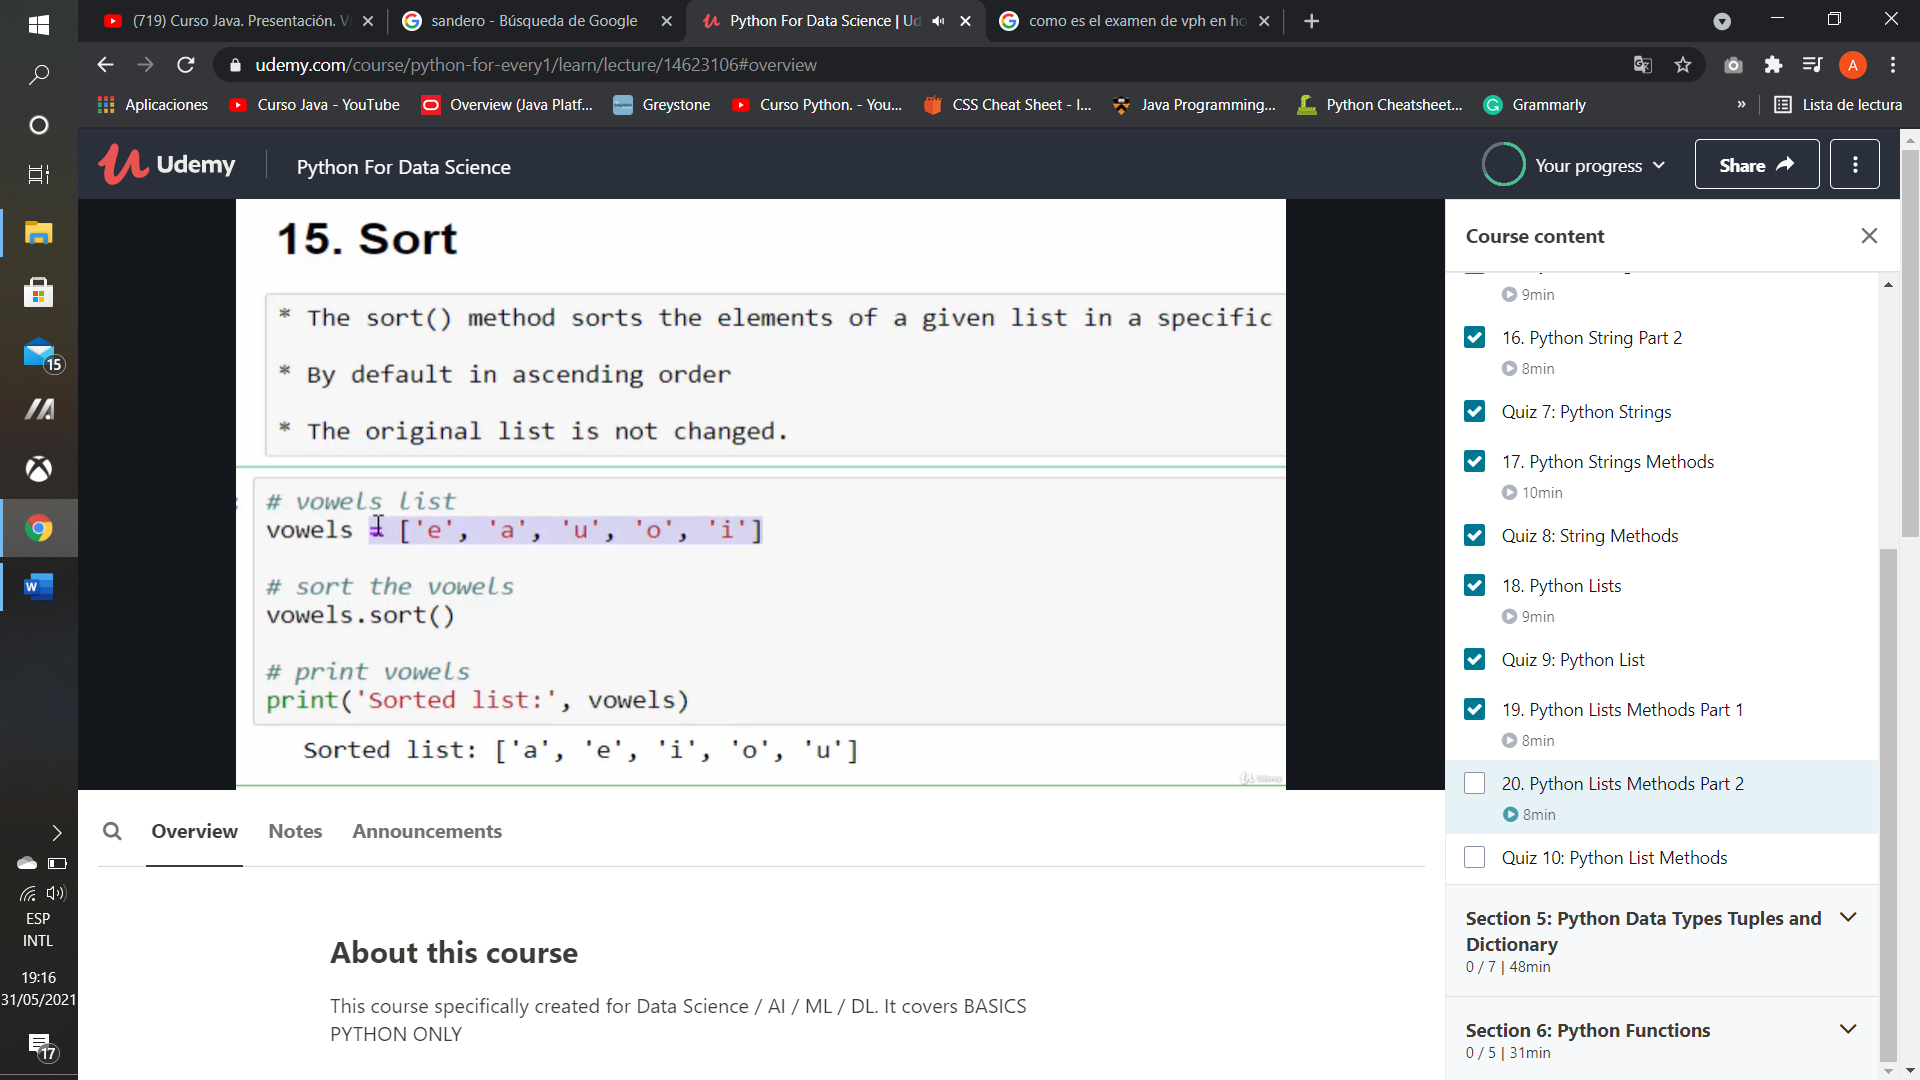 (719) Curso Java. Presentación. V
sandero - Búsqueda de Google
Python For Data Science | Ud
como es el examen de vph en ho
udemy.com/course/python-for-every1/learn/lecture/14623106#overview
A
Aplicaciones
Curso Java - YouTube
Overview (Java Platf...
Greystone
Curso Python. - You...
CSS Cheat Sheet - I...
Java Programming...
Python Cheatsheet...
Grammarly
»
Lista de lectura
Udemy
Python For Data Science
Your progress
Share
15. Sort
* The sort() method sorts the elements of a given list in a specific
* By default in ascending order
* The original list is not changed.
# vowels list
vowels = ['e', 'a', 'u', 'o', 'i']
# sort the vowels
vowels.sort()
# print vowels
print('Sorted list:', vowels)
Sorted list: ['a', 'e', 'i', 'o', 'u']
Udemy
Overview
Notes
Announcements
About this course
This course specifically created for Data Science / AI / ML / DL. It covers BASICS
PYTHON ONLY
Course content
9min
16. Python String Part 2
8min
Quiz 7: Python Strings
17. Python Strings Methods
10min
Quiz 8: String Methods
18. Python Lists
9min
Quiz 9: Python List
19. Python Lists Methods Part 1
8min
20. Python Lists Methods Part 2
8min
Quiz 10: Python List Methods
Section 5: Python Data Types Tuples and
Dictionary
0 / 7 | 48min
Section 6: Python Functions
0 / 5 | 31min
15
W
ESP
INTL
19:16
31/05/2021
17